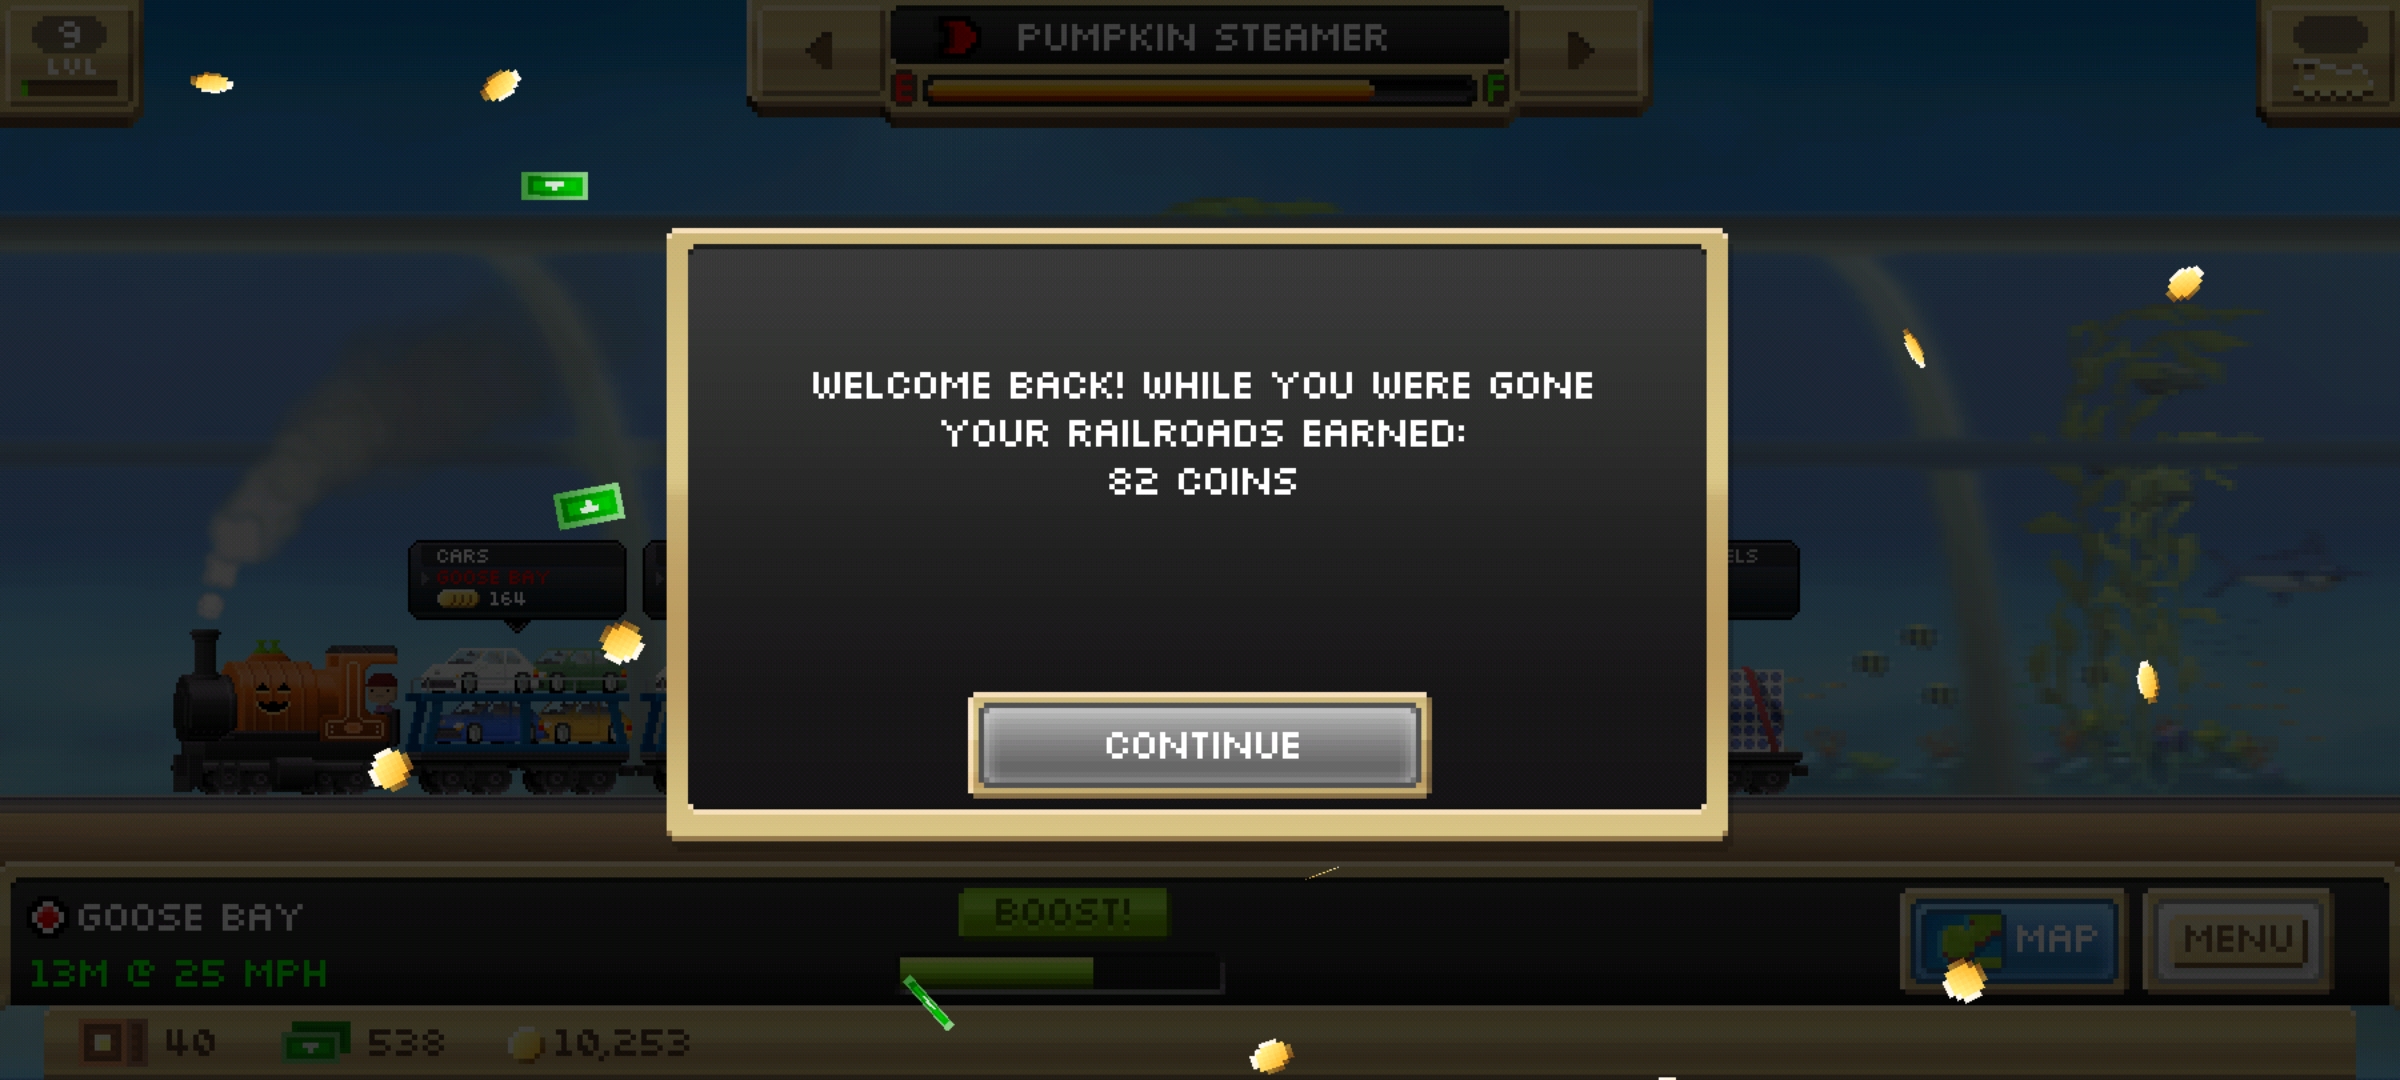 9
LVL
PUMPKIN STEAMER
E F
WELCOME BACK! WHILE YOU WERE GONE
YOUR RAILROADS EARNED:
82 COINS
CARS
GOOSE BAY
164
ELS
CONTINUE
GOOSE BAY
13M @ 25 MPH
BOOST!
MAP
MENU
40
538
10,253